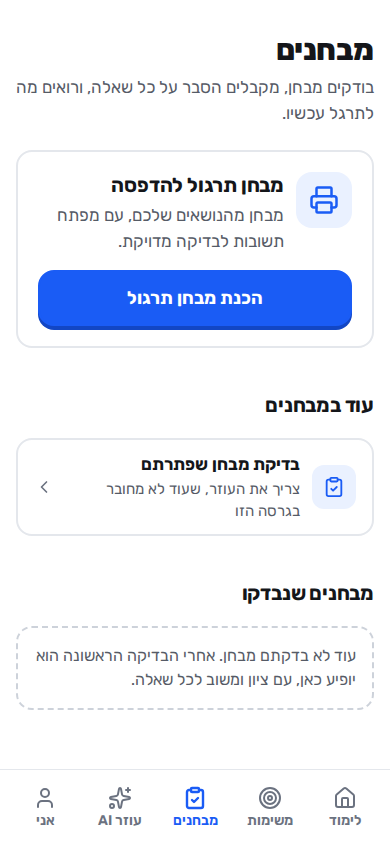 מבחנים
בודקים מבחן, מקבלים הסבר על כל שאלה, ורואים מה
לתרגל עכשיו.
מבחן תרגול להדפסה
מבחן מהנושאים שלכם, עם מפתח
תשובות לבדיקה מדויקת.
הכנת מבחן תרגול
עוד במבחנים
בדיקת מבחן שפתרתם
צריך את העוזר, שעוד לא מחובר
בגרסה הזו
מבחנים שנבדקו
עוד לא בדקתם מבחן. אחרי הבדיקה הראשונה הוא
יופיע כאן, עם ציון ומשוב לכל שאלה.
לימוד
משימות
מבחנים
עוזר AI
אני